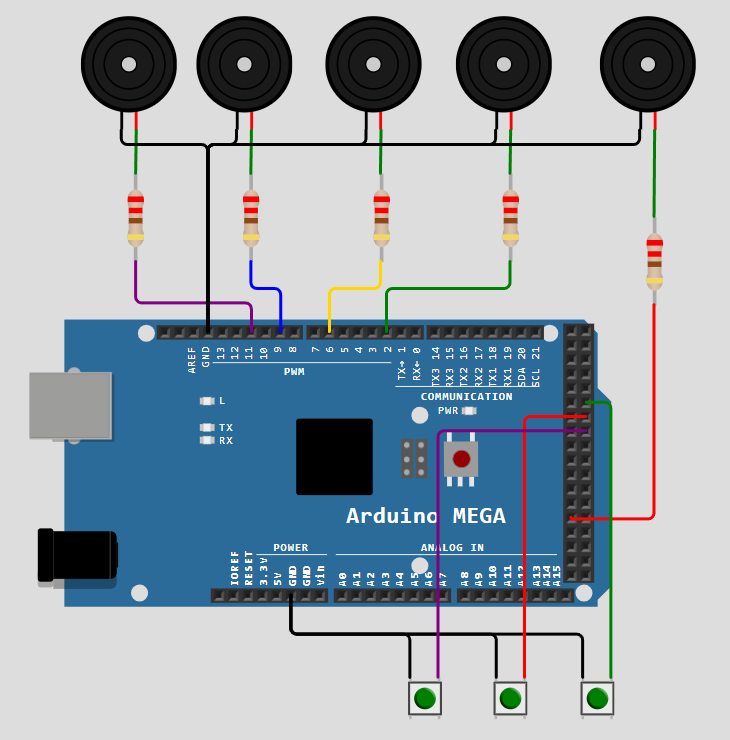 AREF GND 13 12 11 10 9 8 7 6 5 4 3 2 TX→ 1 RX← 0 TX3 14 RX3 15 TX2 16 RX2 17 TX1 18 RX1 19 SDA 20 SCL 21
PWM
COMMUNICATION
L
PWR
TX
RX
Arduino MEGA
POWER
ANALOG IN
IOREF RESET 3.3V 5V GND GND Vin A0 A1 A2 A3 A4 A5 A6 A7 A8 A9 A10 A11 A12 A13 A14 A15